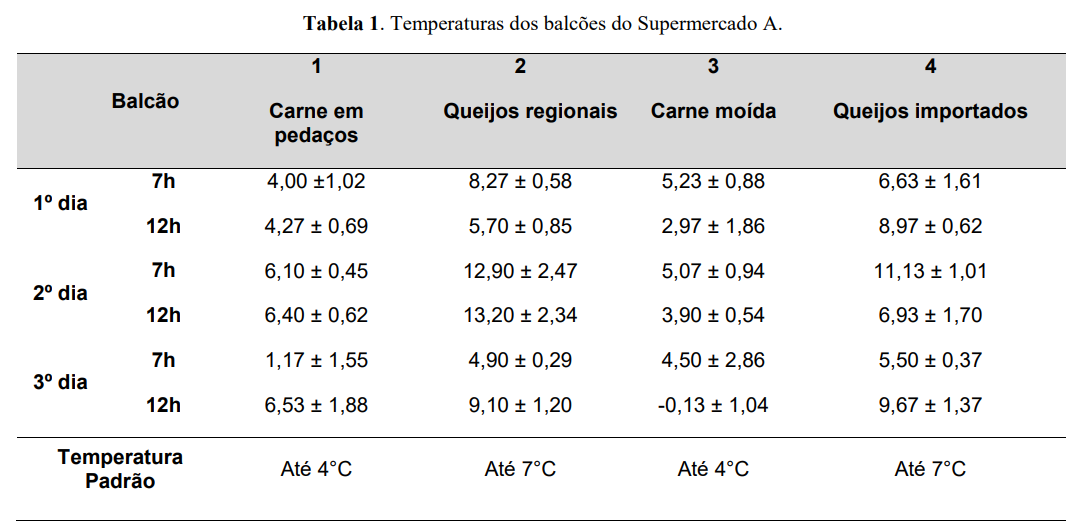 Tabela 1. Temperaturas dos balcões do Supermercado A.
Balcão
1
2
3
4
Carne em
pedaços
Queijos regionais
Carne moída
Queijos importados
1º dia
7h 4,00 ±1,02 8,27 ± 0,58 5,23 ± 0,88 6,63 ± 1,61
12h 4,27 ± 0,69 5,70 ± 0,85 2,97 ± 1,86 8,97 ± 0,62
2º dia
7h 6,10 ± 0,45 12,90 ± 2,47 5,07 ± 0,94 11,13 ± 1,01
12h 6,40 ± 0,62 13,20 ± 2,34 3,90 ± 0,54 6,93 ± 1,70
3º dia
7h 1,17 ± 1,55 4,90 ± 0,29 4,50 ± 2,86 5,50 ± 0,37
12h 6,53 ± 1,88 9,10 ± 1,20 -0,13 ± 1,04 9,67 ± 1,37
Temperatura
Padrão
Até 4°C Até 7°C Até 4°C Até 7°C